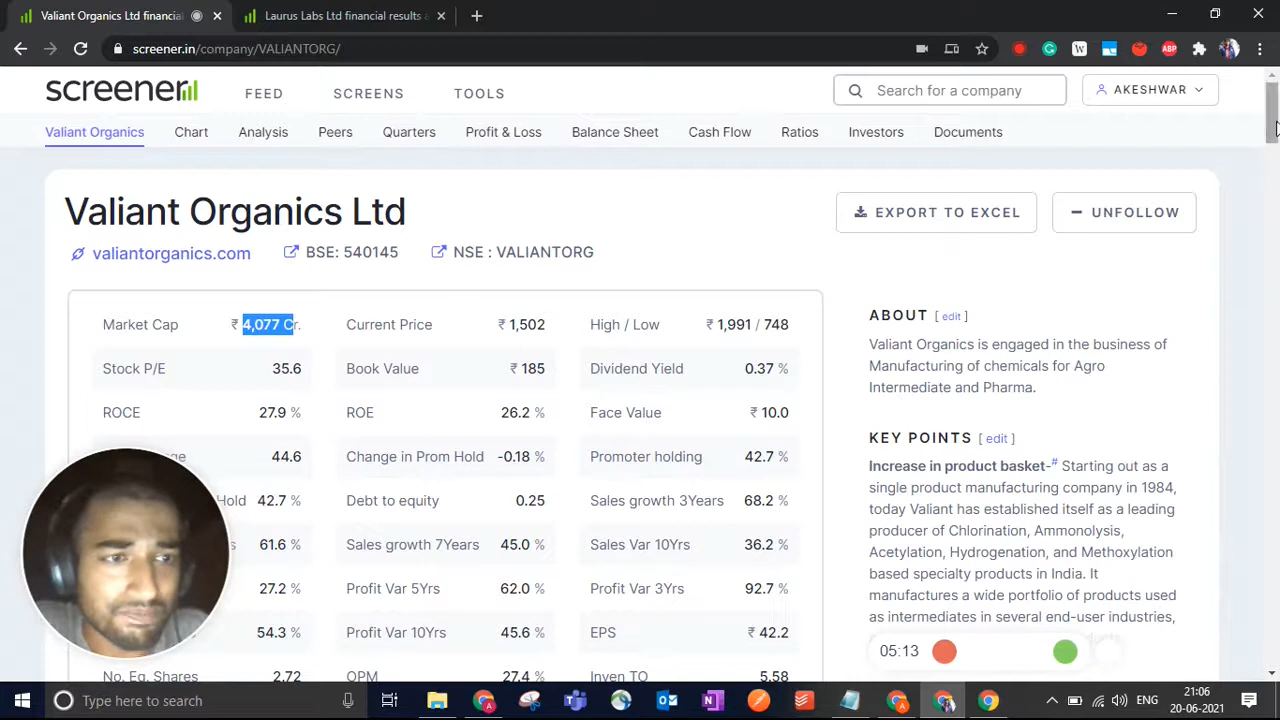 Valiant Organics Ltd financial
Laurus Labs Ltd financial results a
screener.in/company/VALIANTORG/
screener
FEED
SCREENS
TOOLS
Search for a company
AKESHWAR
Valiant Organics
Chart
Analysis
Peers
Quarters
Profit & Loss
Balance Sheet
Cash Flow
Ratios
Investors
Documents
Valiant Organics Ltd
EXPORT TO EXCEL
UNFOLLOW
valiantorganics.com
BSE: 540145
NSE : VALIANTORG
Market Cap ₹ 4,077 Cr.
Current Price ₹ 1,502
High / Low ₹ 1,991 / 748
Stock P/E 35.6
Book Value ₹ 185
Dividend Yield 0.37 %
ROCE 27.9 %
ROE 26.2 %
Face Value ₹ 10.0
44.6
Change in Prom Hold -0.18 %
Promoter holding 42.7 %
Hold 42.7 %
Debt to equity 0.25
Sales growth 3Years 68.2 %
61.6 %
Sales growth 7Years 45.0 %
Sales Var 10Yrs 36.2 %
27.2 %
Profit Var 5Yrs 62.0 %
Profit Var 3Yrs 92.7 %
54.3 %
Profit Var 10Yrs 45.6 %
EPS ₹ 42.2
No. Eq. Shares 2.72
OPM 27.4 %
Inven TO 5.58
ABOUT [ edit ]
Valiant Organics is engaged in the business of
Manufacturing of chemicals for Agro
Intermediate and Pharma.
KEY POINTS [ edit ]
Increase in product basket-# Starting out as a
single product manufacturing company in 1984,
today Valiant has established itself as a leading
producer of Chlorination, Ammonolysis,
Acetylation, Hydrogenation, and Methoxylation
based specialty products in India. It
manufactures a wide portfolio of products used
as intermediates in several end-user industries,
05:13
Type here to search
ENG
21:06
20-06-2021